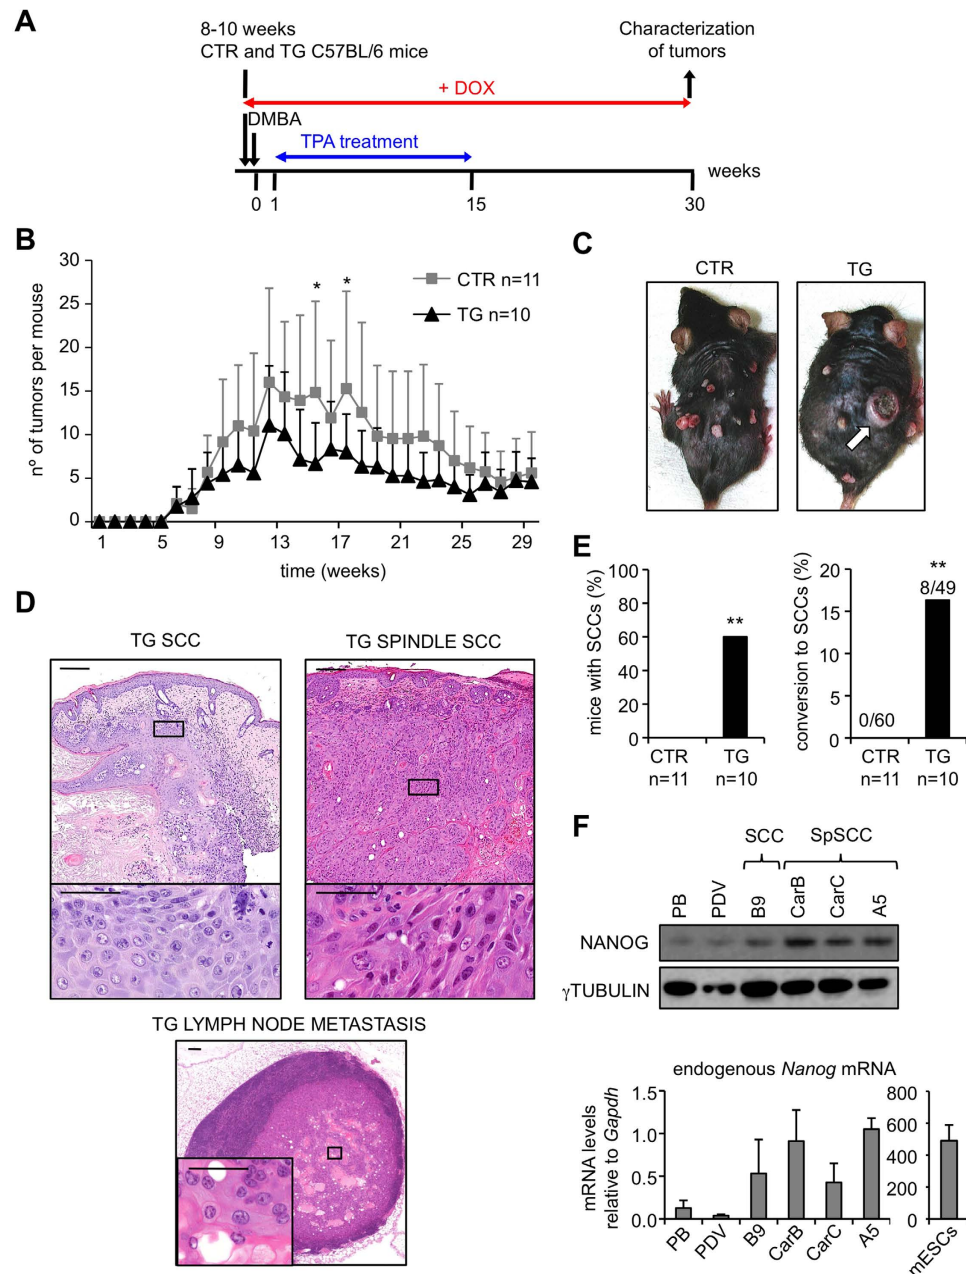 A
8-10 weeks
CTR and TG C57BL/6 mice
Characterization
of tumors
+ DOX
DMBA
TPA treatment
weeks
0 1 15 30
B
nº of tumors per mouse
30
25
20
15
10
5
0
* *
CTR n=11
TG n=10
1 5 9 13 17 21 25 29
time (weeks)
C
CTR TG
D
TG SCC TG SPINDLE SCC
TG LYMPH NODE METASTASIS
E
mice with SCCs (%)
100
80
60
40
20
0
**
CTR TG
n=11 n=10
conversion to SCCs (%)
20
15
10
5
0
**
8/49
0/60
CTR TG
n=11 n=10
F
SCC SpSCC
PB PDV B9 CarB CarC A5
NANOG
γTUBULIN
endogenous Nanog mRNA
mRNA levels
relative to Gapdh
1.5
1.0
0.5
0.0
800
600
400
200
0
PB PDV B9 CarB CarC A5 mESCs